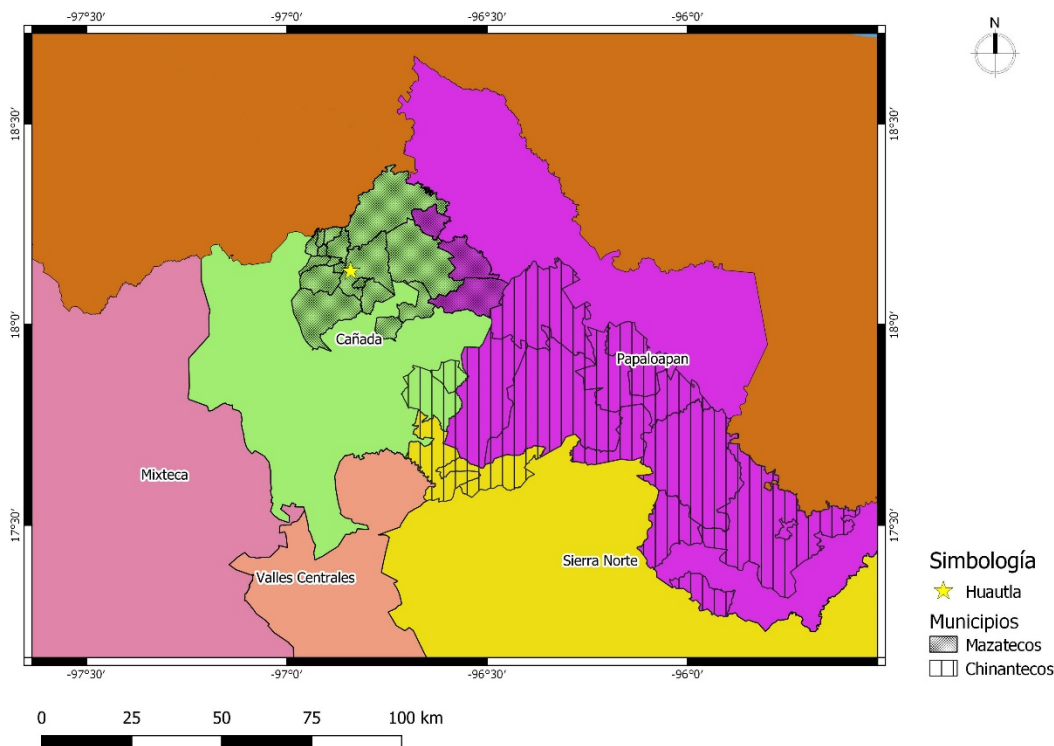 -97°30' -97°0' -96°30' -96°0'
N
18°30' 18°30'
18°0' 18°0'
Cañada
Papaloapan
Mixteca
17°30' 17°30'
Sierra Norte
Valles Centrales
Simbología
Huautla
Municipios
Mazatecos
Chinantecos
-97°30' -97°0' -96°30' -96°0'
0 25 50 75 100 km